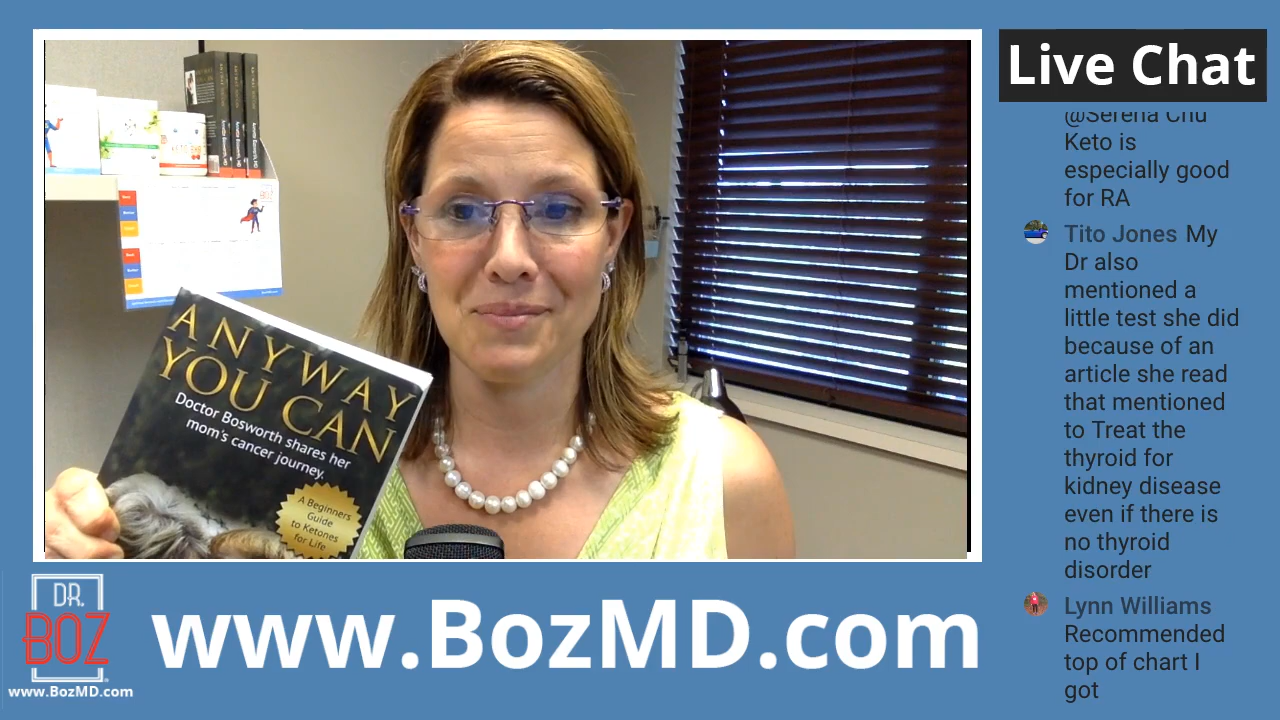 ANYWAY
YOU CAN
Doctor Bosworth shares her
mom's cancer journey.
A Beginners
Guide
to Ketones
for Life
DR.
BOZ
www.BozMD.com
www.BozMD.com
Live Chat
@Serena Chu
Keto is
especially good
for RA
Tito Jones My
Dr also
mentioned a
little test she did
because of an
article she read
that mentioned
to Treat the
thyroid for
kidney disease
even if there is
no thyroid
disorder
Lynn Williams
Recommended
top of chart I
got